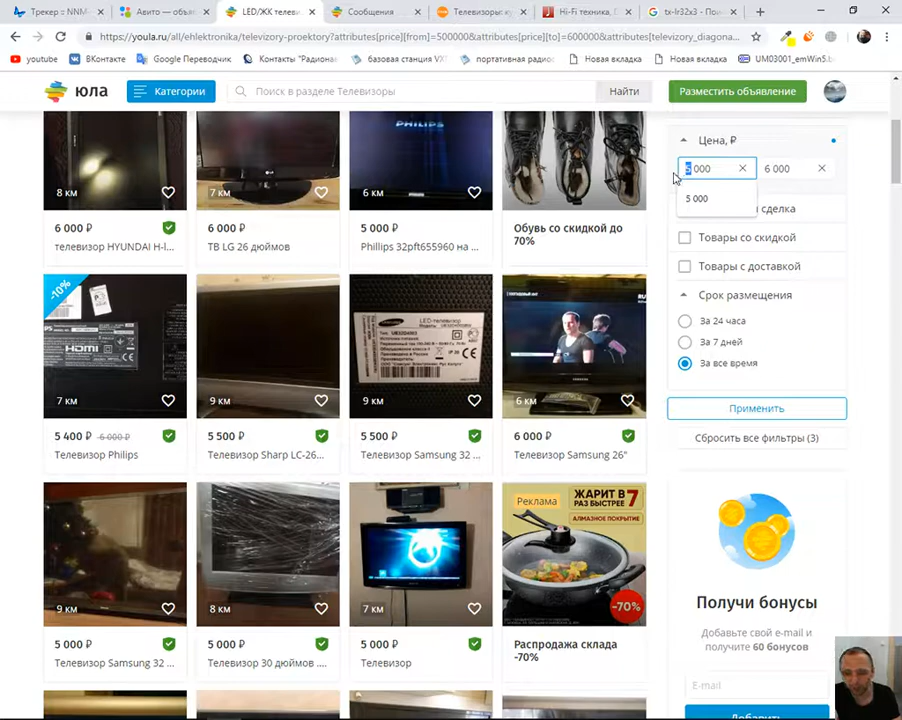 Трекер :: NNM-
Авито — объя
LED/ЖК телеви
Сообщения
Телевизоры: ку
Hi-Fi техника, D
tx-lr32x3 - Пои
https://youla.ru/all/ehlektronika/televizory-proektory?attributes[price][from]=500000&attributes[price][to]=600000&attributes[televizory_diagona...
youtube
ВКонтакте
Google Переводчик
Контакты "Радиона
базовая станция VX
портативная радио
Новая вкладка
Новая вкладка
UM03001_emWin5.
юла
Категории
Поиск в разделе Телевизоры
Найти
Разместить объявление
PHILIPS
8 км
7 км
6 км
6 000 ₽
телевизор HYUNDAI H-l...
7 000 ₽
ТВ LG 26 дюймов
6 000 ₽
Phillips 32pft655960 на ...
Обувь со скидкой до
70%
Цена, ₽
5 000
6 000
5 000
сделка
Товары со скидкой
Товары с доставкой
Срок размещения
За 24 часа
За 7 дней
За все время
Применить
Сбросить все фильтры (3)
-10%
HDMI
LED-телевизор
SAMSUNG
7 км
9 км
9 км
6 км
5 400 ₽ 6 000 ₽
Телевизор Philips
5 500 ₽
Телевизор Sharp LC-26...
5 500 ₽
Телевизор Samsung 32 ...
6 000 ₽
Телевизор Samsung 26"
9 км
8 км
7 км
Реклама
ЖАРИТ В 7
РАЗ БЫСТРЕЕ
АЛМАЗНОЕ ПОКРЫТИЕ
-70%
5 000 ₽
Телевизор Samsung 32 ...
5 000 ₽
Телевизор 30 дюймов ...
5 000 ₽
Телевизор
Распродажа склада
-70%
Получи бонусы
Добавьте свой e-mail и
получите 60 бонусов
E-mail
Добавить